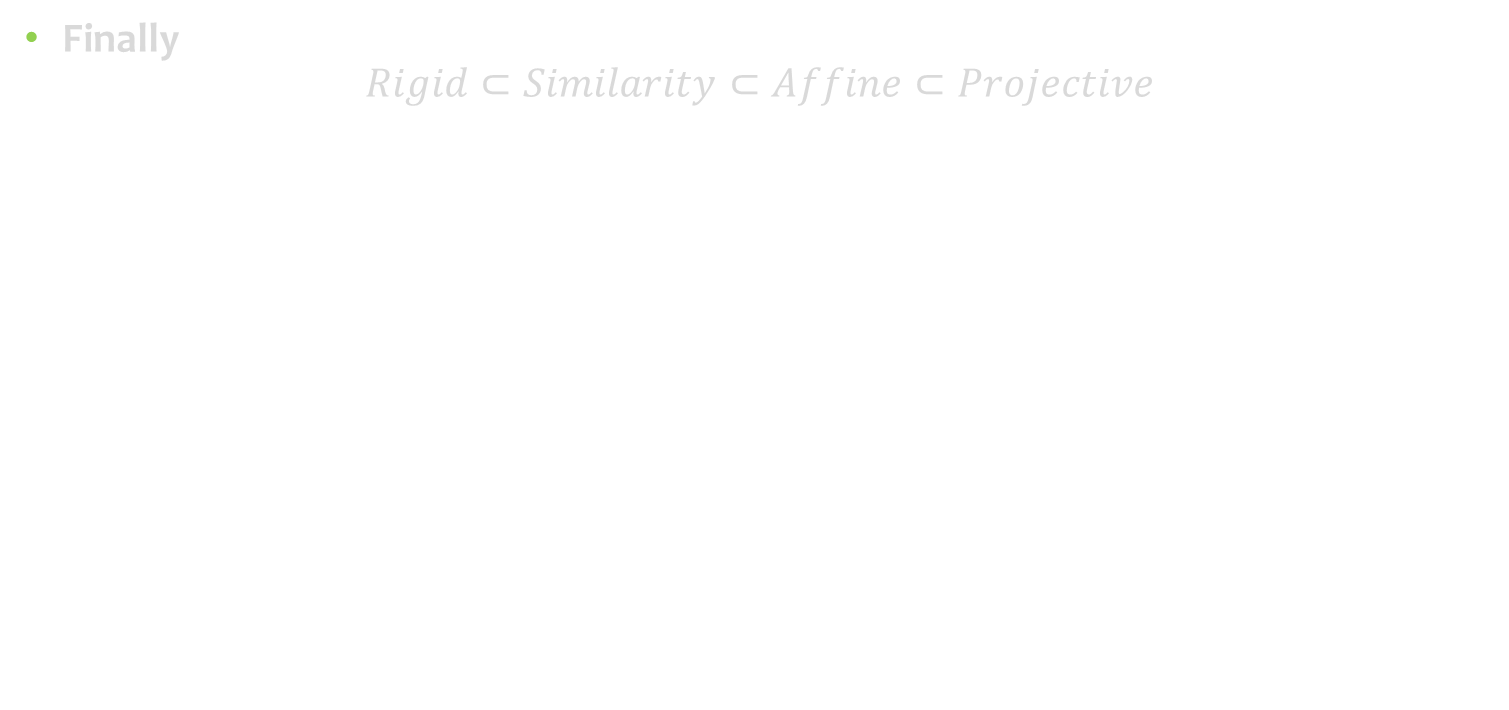 • Finally
Rigid ⊂ Similarity ⊂ Affine ⊂ Projective